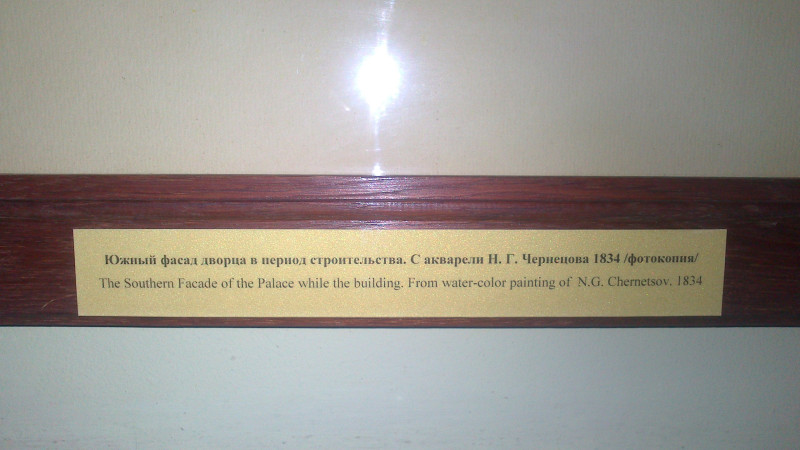 Южный фасад дворца в период строительства. С акварели Н. Г. Чернецова 1834 /фотокопия/
The Southern Facade of the Palace while the building. From water-color painting of N.G. Chernetsov. 1834